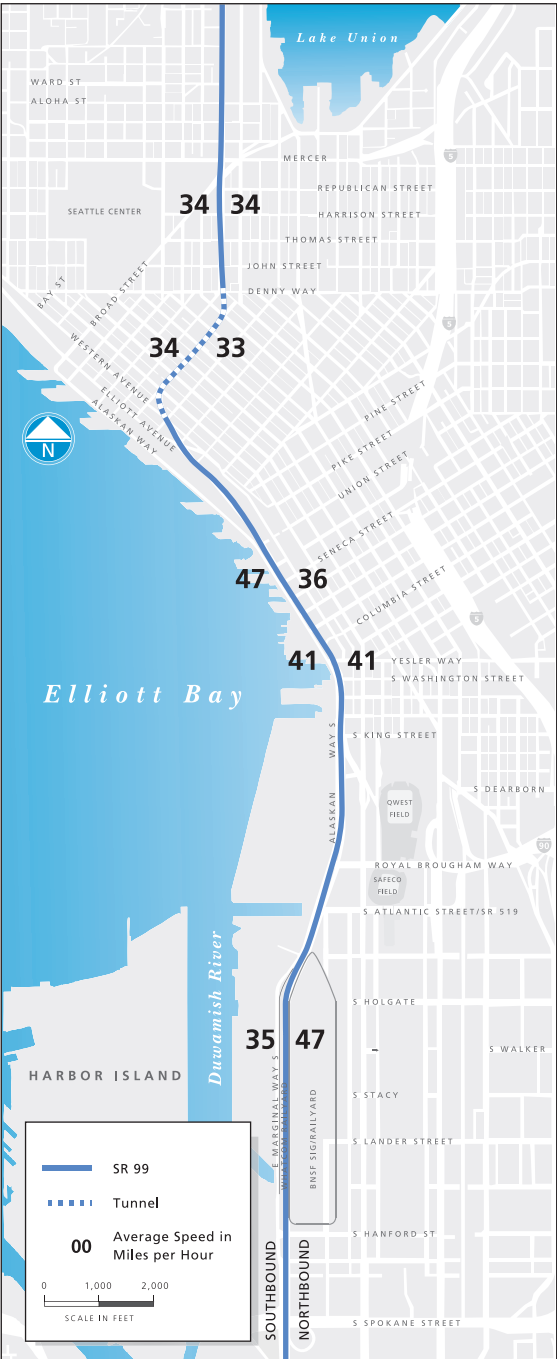 Lake Union
WARD ST
ALOHA ST
5
MERCER
REPUBLICAN STREET
SEATTLE CENTER
34 34
HARRISON STREET
THOMAS STREET
JOHN STREET
DENNY WAY
BAY ST
BROAD STREET
5
34 33
WESTERN AVENUE
ELLIOTT AVENUE
ALASKAN WAY
PINE STREET
N
PIKE STREET
UNION STREET
SENECA STREET
47 36
COLUMBIA STREET
5
41 41
YESLER WAY
S WASHINGTON STREET
Elliott Bay
ALASKAN WAY S
S KING STREET
S DEARBORN
QWEST
FIELD
90
ROYAL BROUGHAM WAY
SAFECO
FIELD
S ATLANTIC STREET/SR 519
Duwamish River
S HOLGATE
35 47
S WALKER
HARBOR ISLAND
E MARGINAL WAY S
WHATCOM RAILYARD
BNSF SIG/RAILYARD
S STACY
S LANDER STREET
S HANFORD ST
SOUTHBOUND
NORTHBOUND
S SPOKANE STREET
SR 99
Tunnel
00 Average Speed in
Miles per Hour
0 1,000 2,000
SCALE IN FEET